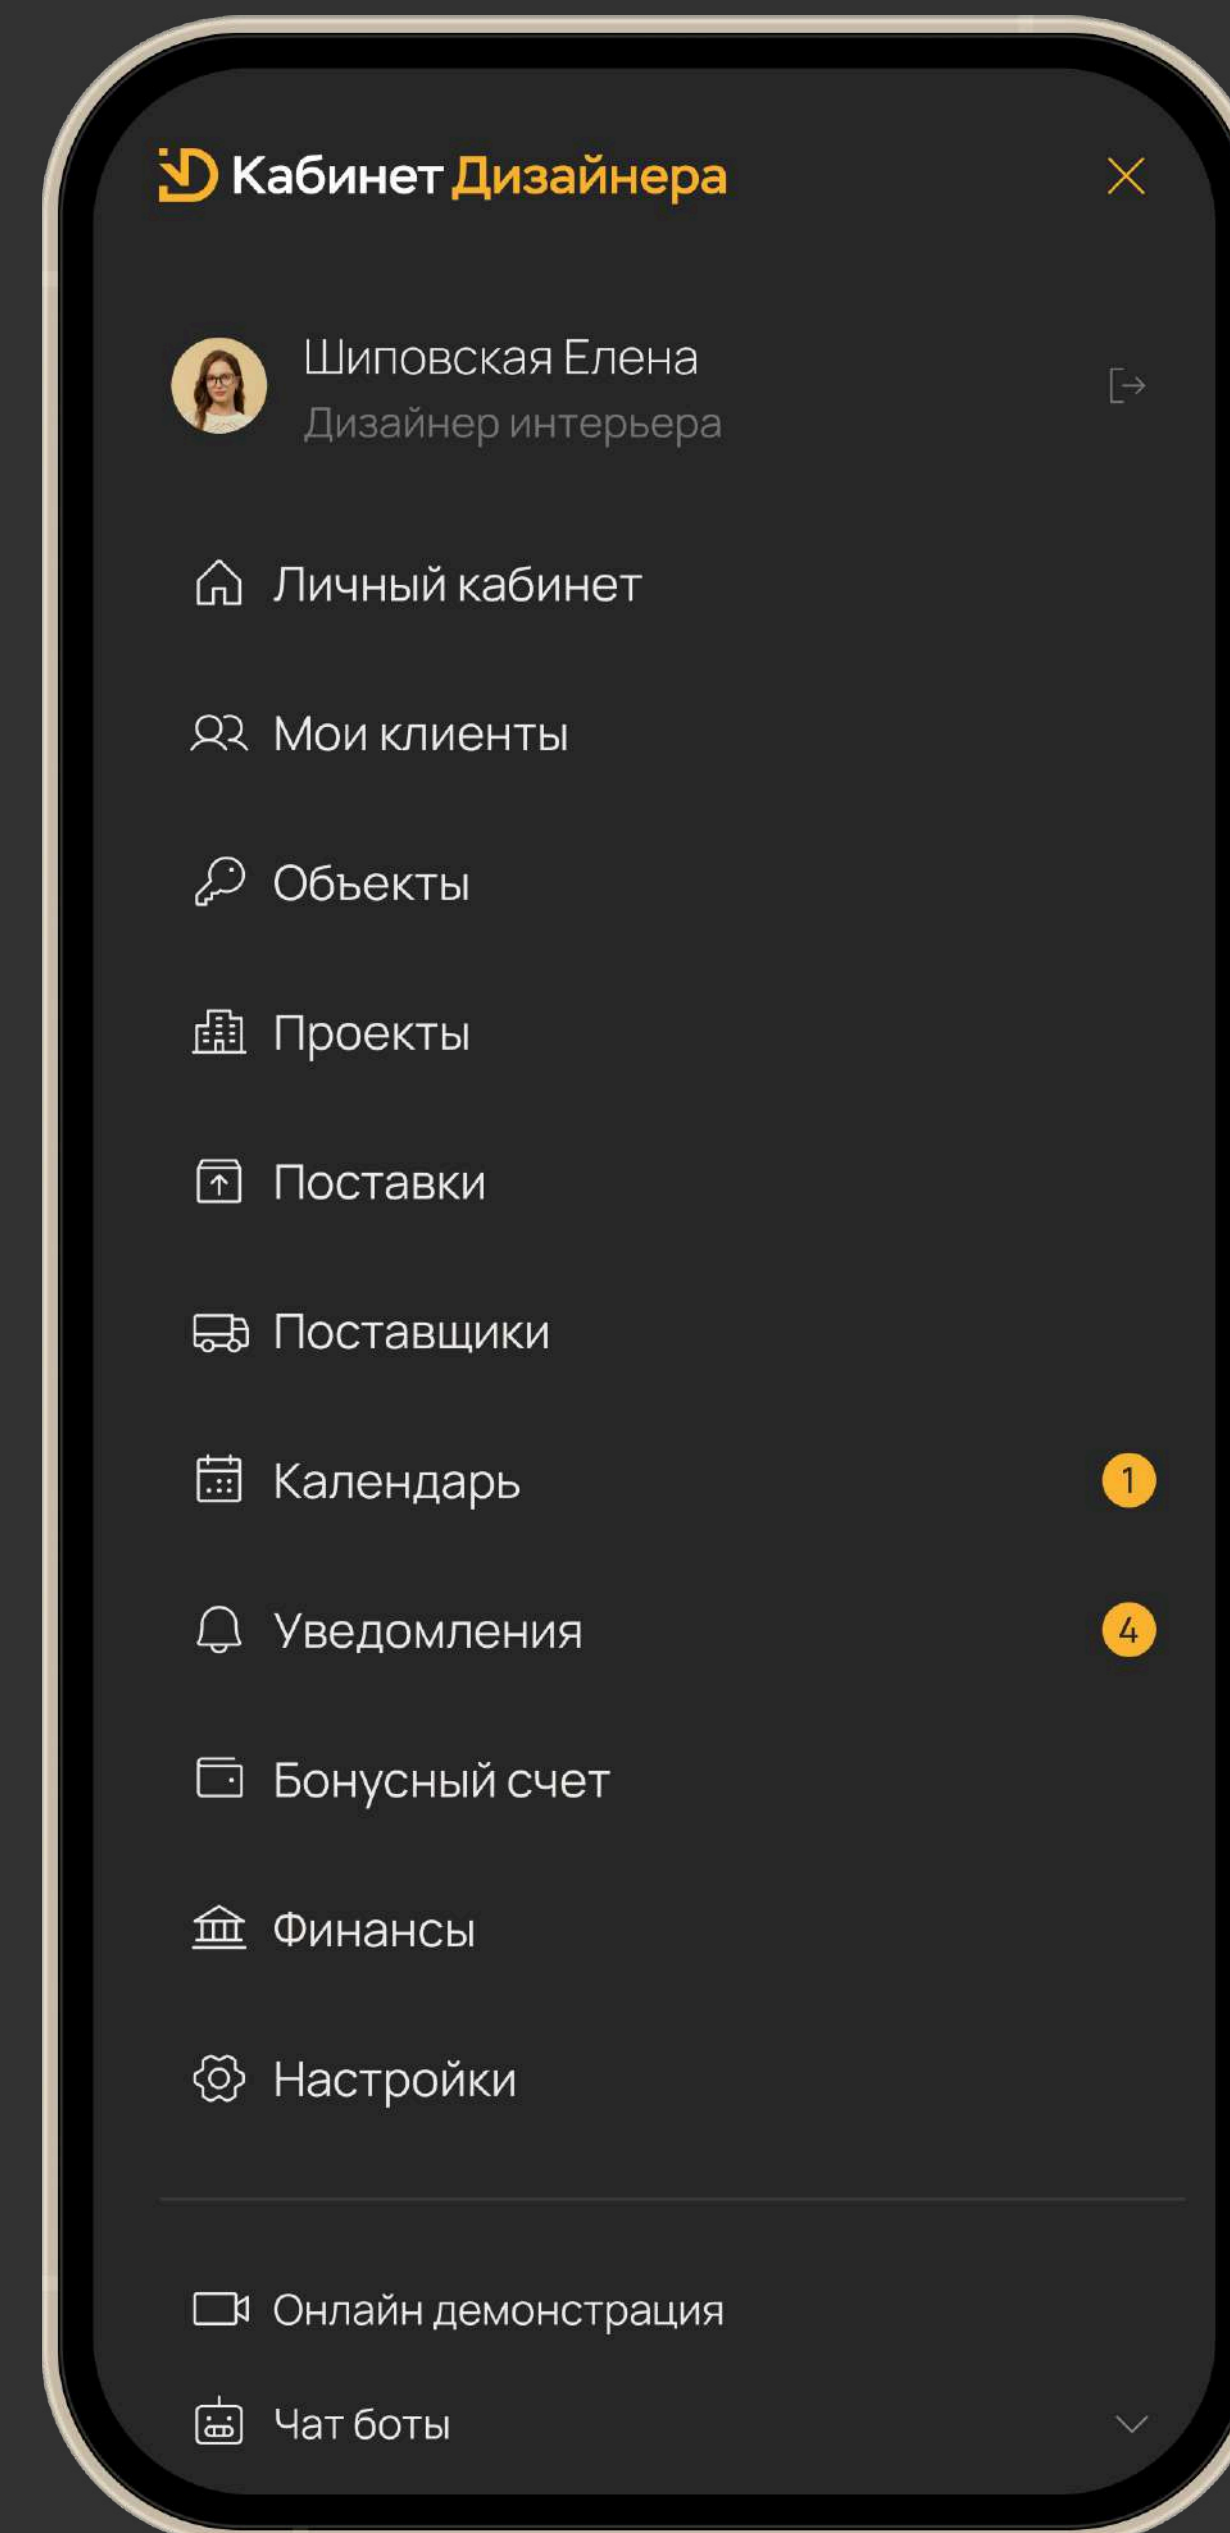 Кабинет Дизайнера
Шиповская Елена
Дизайнер интерьера
Личный кабинет
Мои клиенты
Объекты
Проекты
Поставки
Поставщики
Календарь 1
Уведомления 4
Бонусный счет
Финансы
Настройки
Онлайн демонстрация
Чат боты